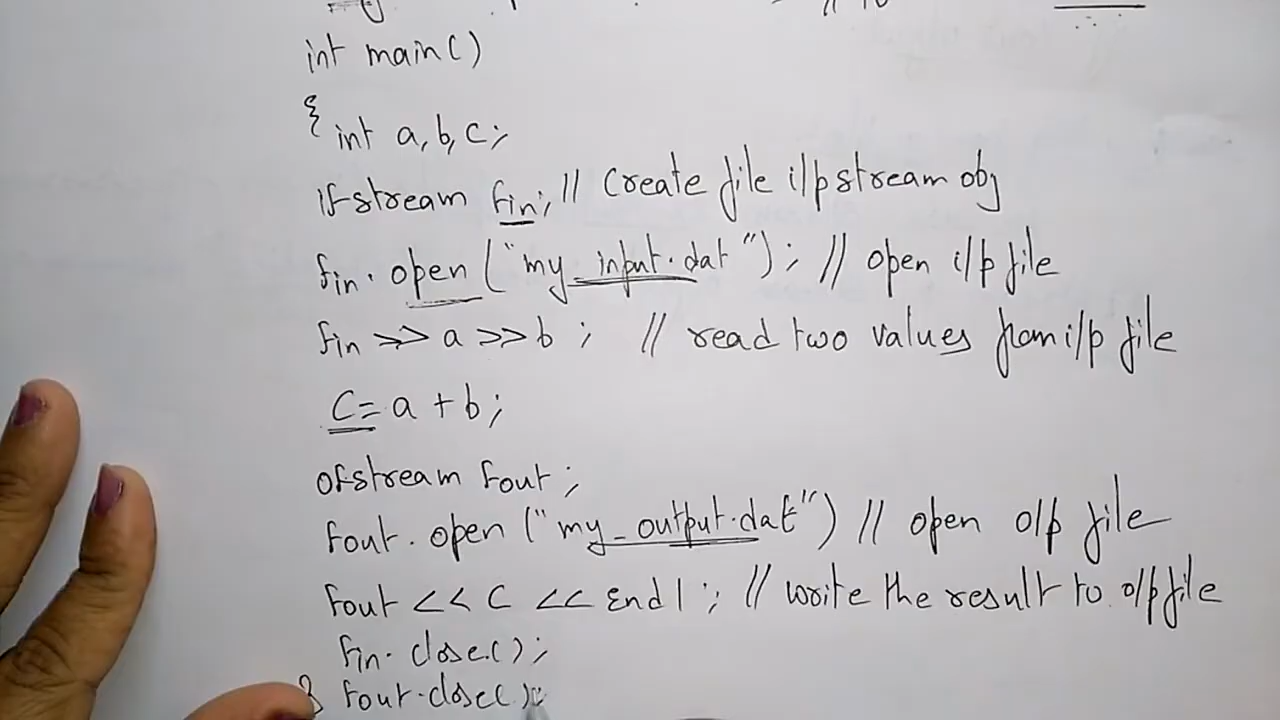 int main()
{ int a,b,c;
ifstream fin; // Create file i/p stream obj
fin.open("my_input.dat"); // open i/p file
fin >> a >> b ; // read two values from i/p file
C = a + b;
ofstream fout;
fout.open("my_output.dat") // open o/p file
fout << c << endl; // write the result to o/p file
fin.close();
} fout.close();